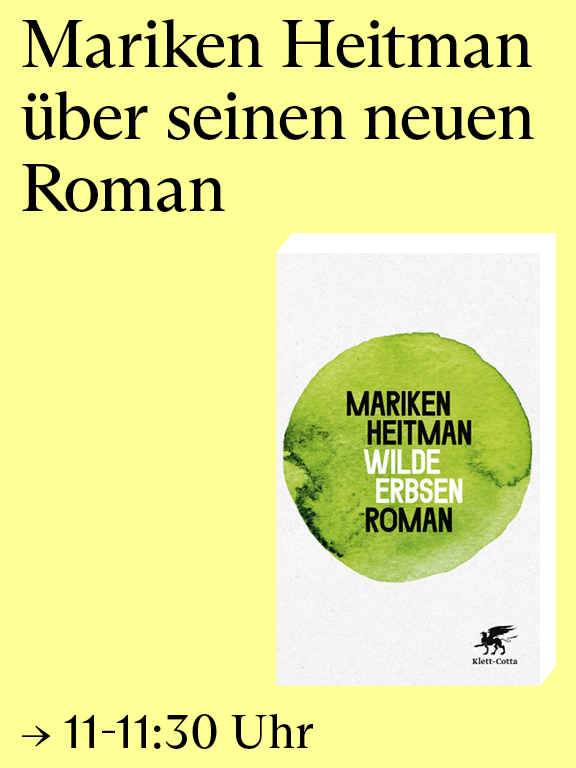 Mariken Heitman
über seinen neuen
Roman
MARIKEN
HEITMAN
WILDE
ERBSEN
ROMAN
Klett-Cotta
→ 11-11:30 Uhr